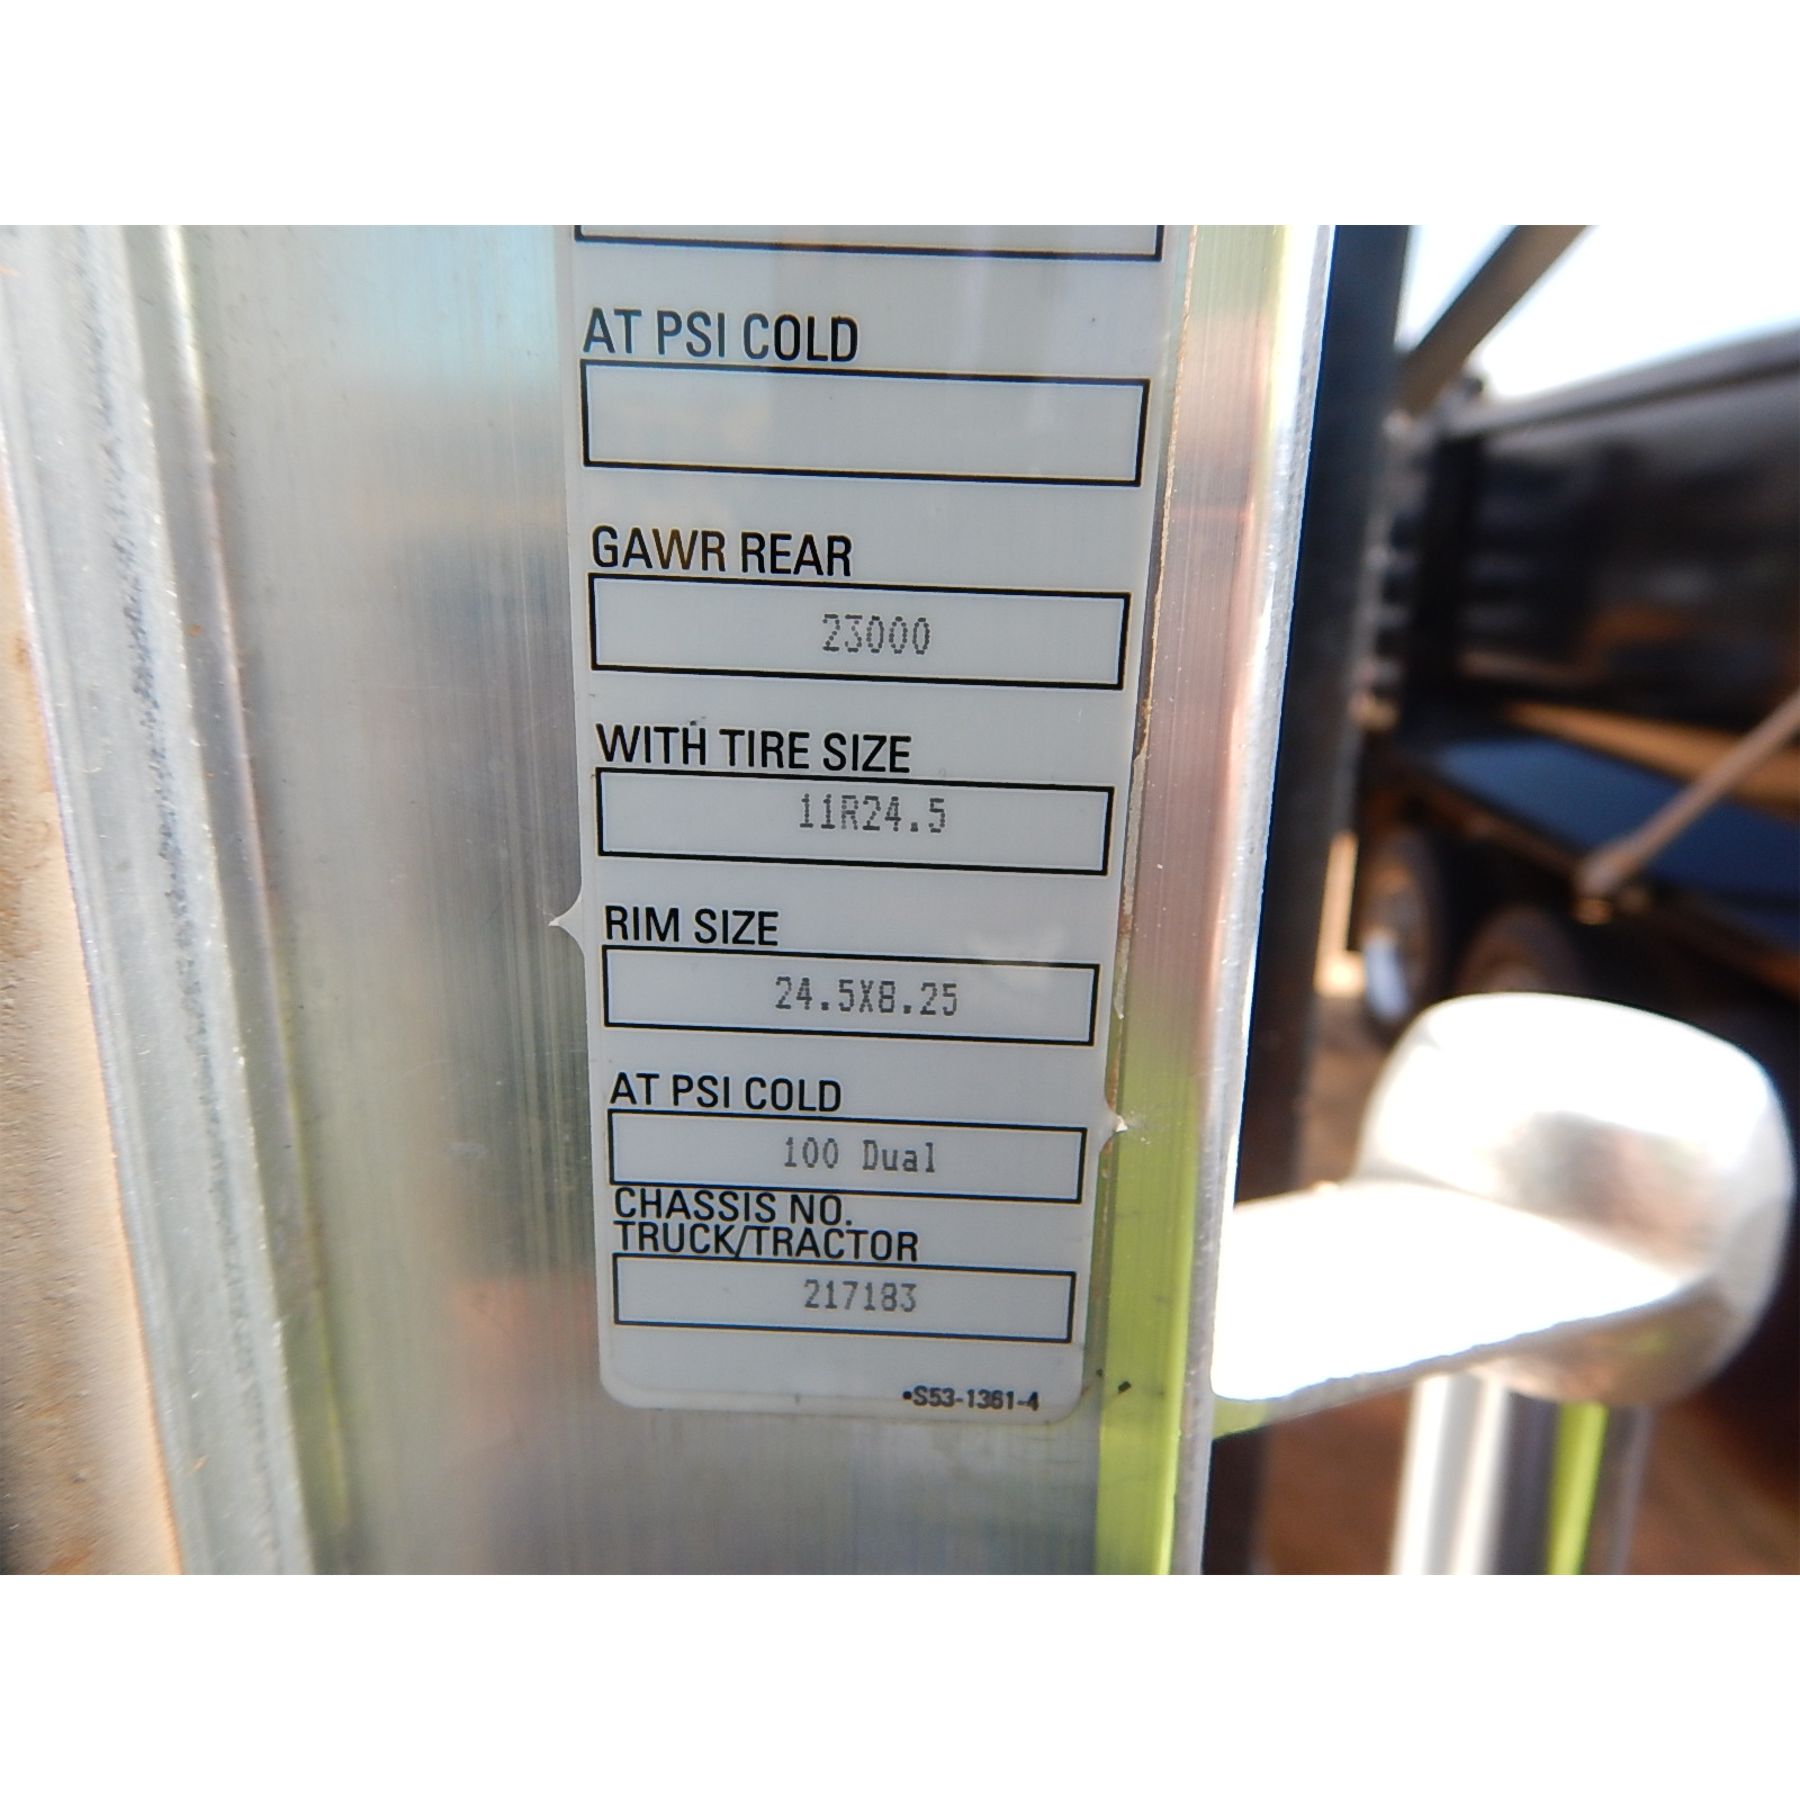 AT PSI COLD
GAWR REAR
23000
WITH TIRE SIZE
11R24.5
RIM SIZE
24.5X8.25
AT PSI COLD
100 Dual
CHASSIS NO.
TRUCK/TRACTOR
217183
•S53-1361-4